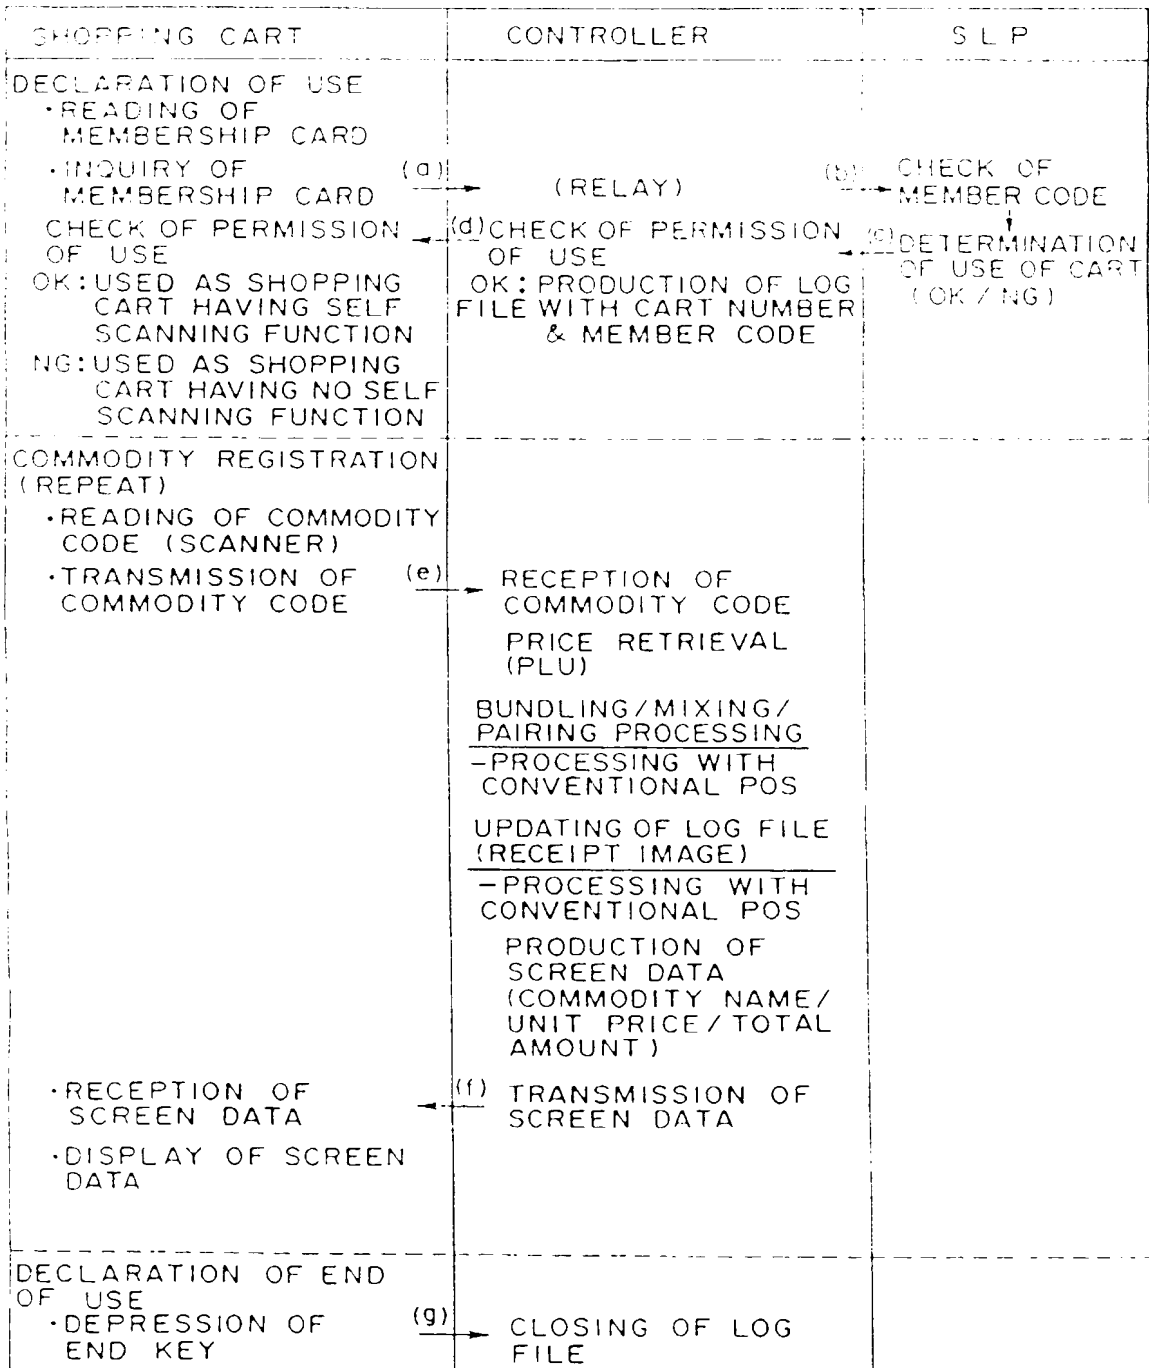 SHOPPING CART
CONTROLLER
SLP
DECLARATION OF USE
·READING OF
MEMBERSHIP CARD
·INQUIRY OF
MEMBERSHIP CARD
(a)
(RELAY)
(b)
CHECK OF
MEMBER CODE
CHECK OF PERMISSION
OF USE
OK:USED AS SHOPPING
CART HAVING SELF
SCANNING FUNCTION
NG:USED AS SHOPPING
CART HAVING NO SELF
SCANNING FUNCTION
(d)
CHECK OF PERMISSION
OF USE
OK:PRODUCTION OF LOG
FILE WITH CART NUMBER
& MEMBER CODE
(c)
DETERMINATION
OF USE OF CART
(OK/NG)
COMMODITY REGISTRATION
(REPEAT)
·READING OF COMMODITY
CODE (SCANNER)
·TRANSMISSION OF
COMMODITY CODE
(e)
RECEPTION OF
COMMODITY CODE
PRICE RETRIEVAL
(PLU)
BUNDLING/MIXING/
PAIRING PROCESSING
-PROCESSING WITH
CONVENTIONAL POS
UPDATING OF LOG FILE
(RECEIPT IMAGE)
-PROCESSING WITH
CONVENTIONAL POS
PRODUCTION OF
SCREEN DATA
(COMMODITY NAME/
UNIT PRICE/TOTAL
AMOUNT)
·RECEPTION OF
SCREEN DATA
(f)
TRANSMISSION OF
SCREEN DATA
·DISPLAY OF SCREEN
DATA
DECLARATION OF END
OF USE
·DEPRESSION OF
END KEY
(g)
CLOSING OF LOG
FILE